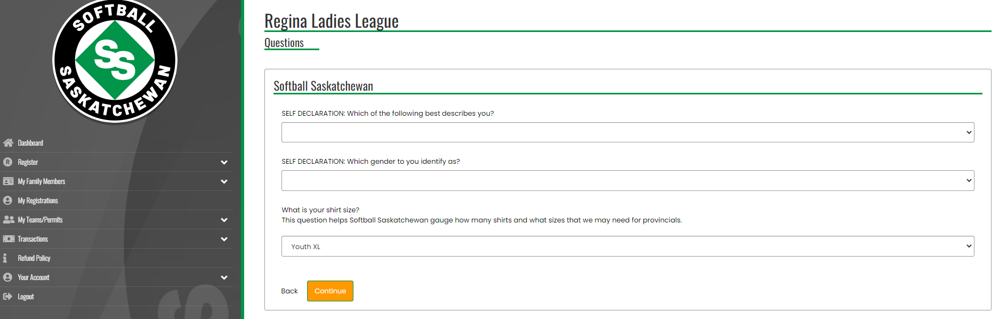 SOFTBALL
SS
SASKATCHEWAN
Dashboard
Register
My Family Members
My Registrations
My Teams/Permits
Transactions
Refund Policy
Your Account
Logout
Regina Ladies League
Questions
Softball Saskatchewan
SELF DECLARATION: Which of the following best describes you?
SELF DECLARATION: Which gender to you identify as?
What is your shirt size?
This question helps Softball Saskatchewan gauge how many shirts and what sizes that we may need for provincials.
Youth XL
Back Continue